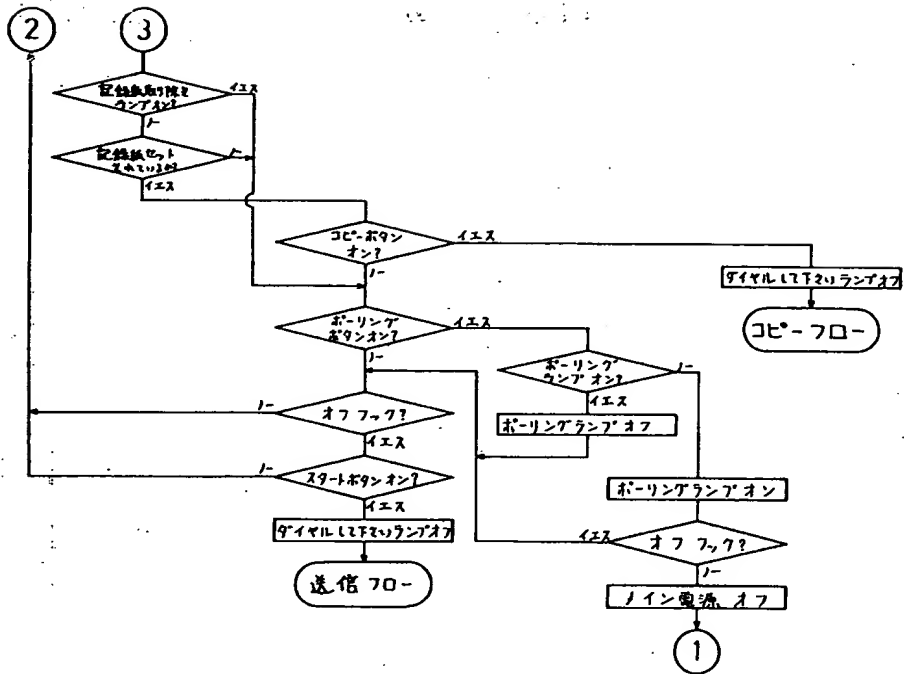 2
3
記録紙取り除き
ランプオン?
イエス
ノー
記録紙セット
されているか
ノー
イエス
コピーボタン
オン?
イエス
ノー
ダイヤルして下さいランプオフ
コピーフロー
ポーリング
ボタンオン?
イエス
ノー
ポーリング
ランプオン?
ノー
イエス
ポーリングランプオフ
オフフック?
ノー
イエス
スタートボタンオン?
ノー
イエス
ダイヤルして下さいランプオフ
送信フロー
ポーリングランプオン
オフフック?
イエス
ノー
メイン電源オフ
1